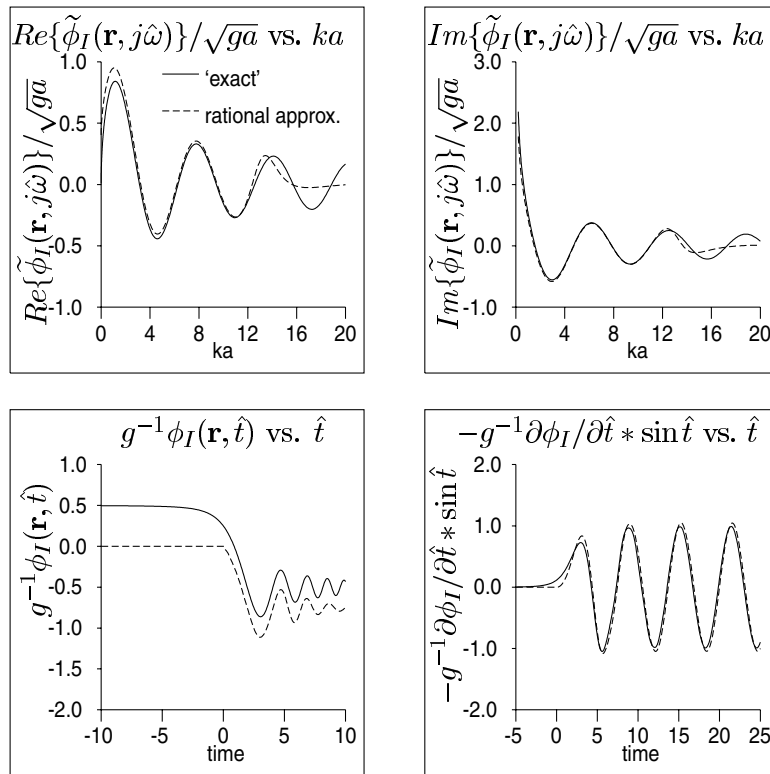 Re{ϕ̃_I(r, jω̂)}/√ga vs. ka
Re{ϕ̃_I(r, jω̂)}/√ga
1.0
0.5
0.0
-0.5
-1.0
‘exact’
rational approx.
0 4 8 12 16 20
ka
Im{ϕ̃_I(r, jω̂)}/√ga vs. ka
Im{ϕ̃_I(r, jω̂)}/√ga
3.0
2.0
1.0
0.0
-1.0
0 4 8 12 16 20
ka
g⁻¹ϕ_I(r, t̂) vs. t̂
g⁻¹ϕ_I(r, t̂)
1.0
0.5
0.0
-0.5
-1.0
-1.5
-2.0
-10 -5 0 5 10
time
−g⁻¹∂ϕ_I/∂t̂ * sin t̂ vs. t̂
−g⁻¹∂ϕ_I/∂t̂ * sin t̂
2.0
1.0
0.0
-1.0
-2.0
-5 0 5 10 15 20 25
time